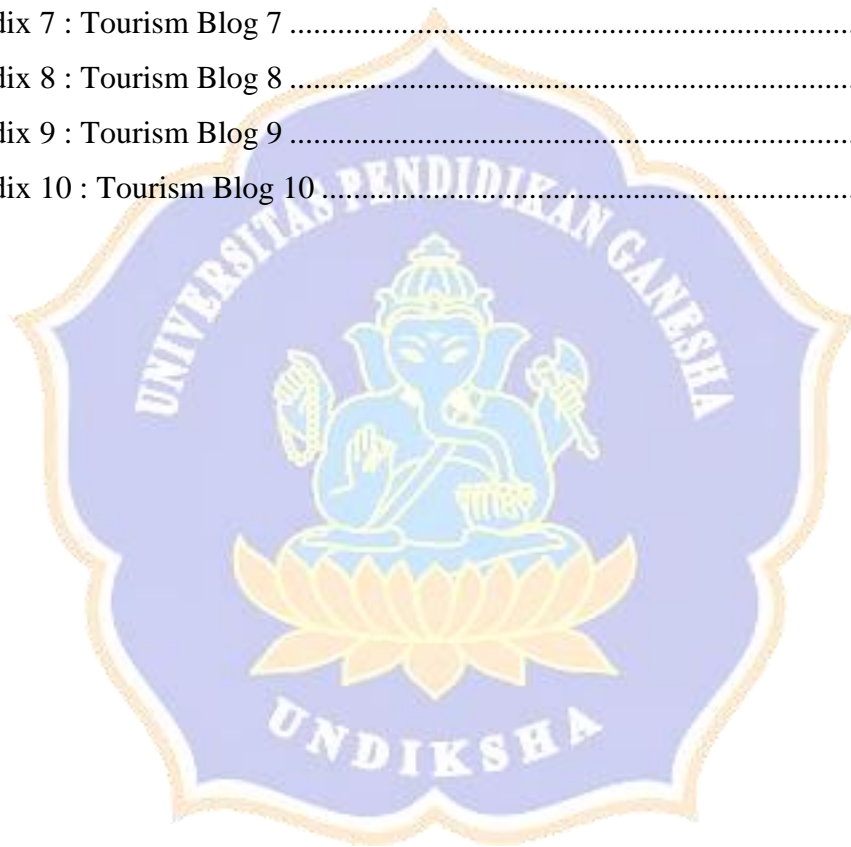 dix 7 : Tourism Blog 7 ........................................................................
dix 8 : Tourism Blog 8 ........................................................................
dix 9 : Tourism Blog 9 ........................................................................
dix 10 : Tourism Blog 10 ....................................................................
UNIVERSITAS PENDIDIKAN GANESHA
UNDIKSHA